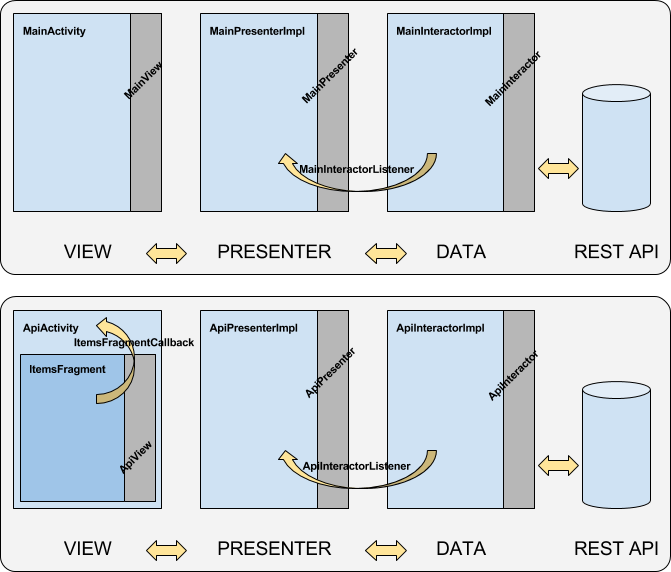 MainActivity
MainView
MainPresenterImpl
MainPresenter
MainInteractorImpl
MainInteractor
MainInteractorListener
VIEW
PRESENTER
DATA
REST API
ApiActivity
ItemsFragmentCallback
ItemsFragment
ApiView
ApiPresenterImpl
ApiPresenter
ApiInteractorImpl
ApiInteractor
ApiInteractorListener
VIEW
PRESENTER
DATA
REST API